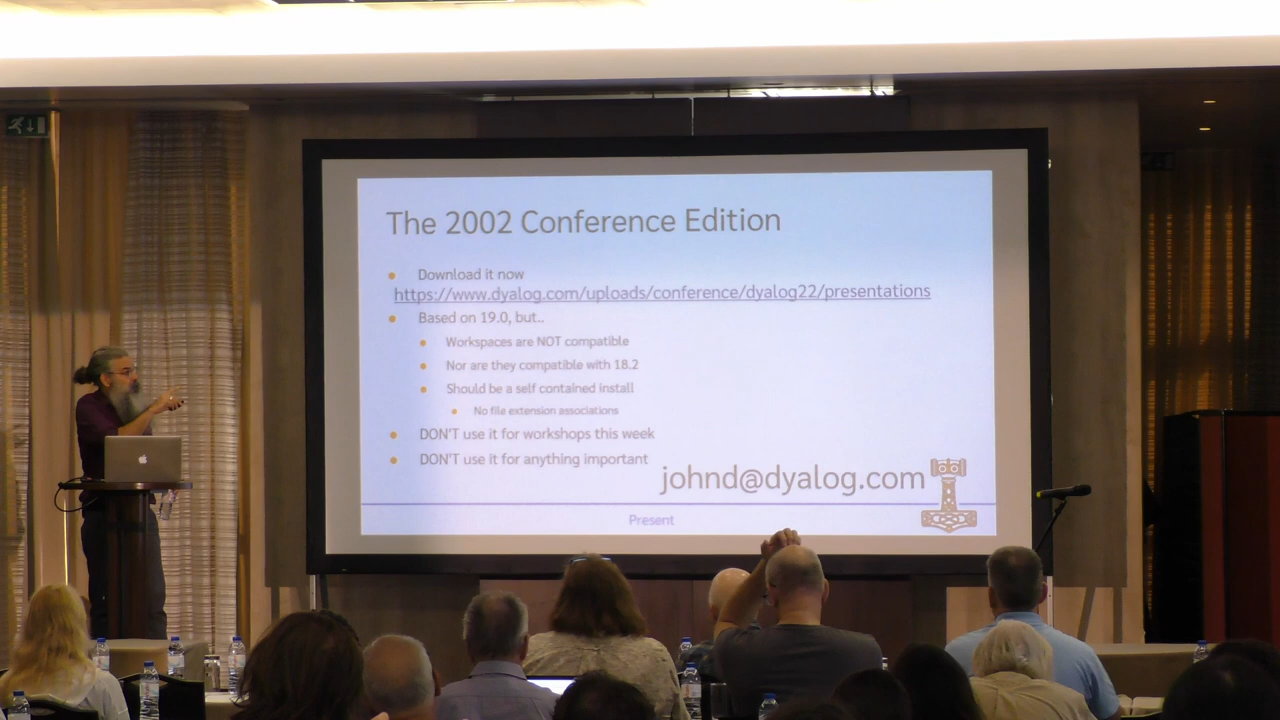 The 2002 Conference Edition
Download it now
https://www.dyalog.com/uploads/conference/dyalog22/presentations
Based on 19.0, but..
Workspaces are NOT compatible
Nor are they compatible with 18.2
Should be a self contained install
No file extension associations
DON'T use it for workshops this week
DON'T use it for anything important
johnd@dyalog.com
Present